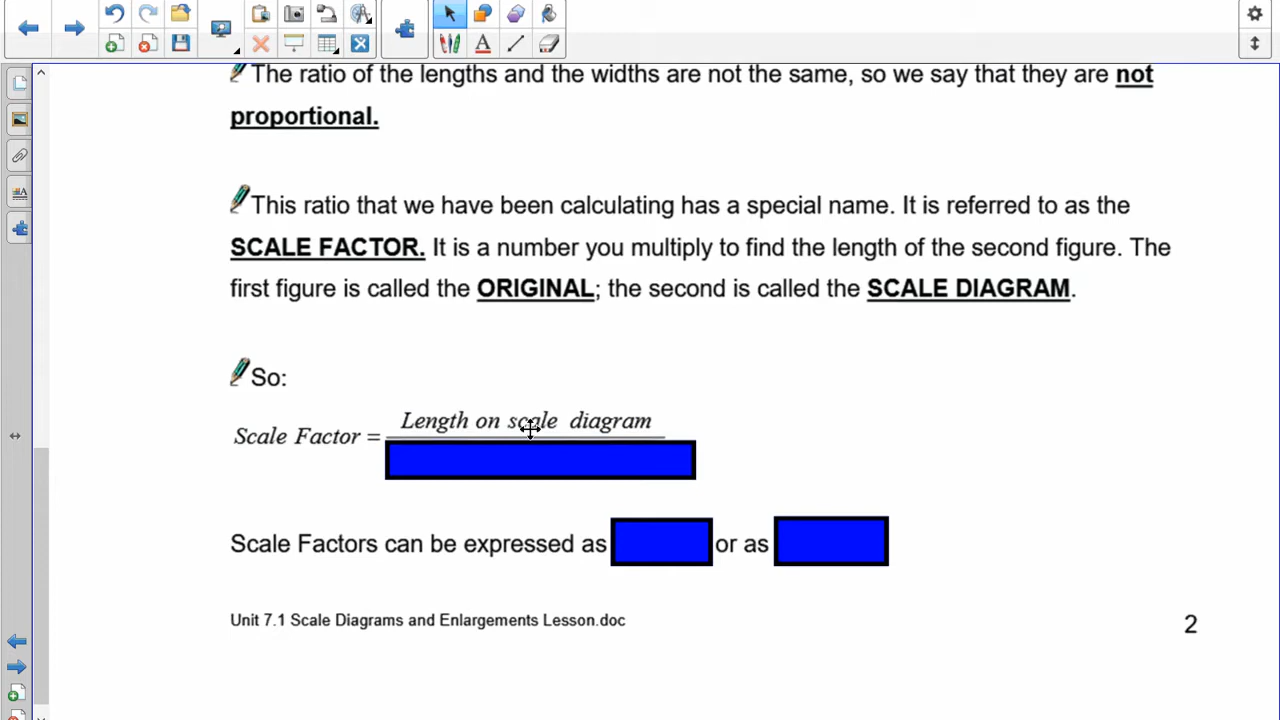 The ratio of the lengths and the widths are not the same, so we say that they are not
proportional.
This ratio that we have been calculating has a special name. It is referred to as the
SCALE FACTOR. It is a number you multiply to find the length of the second figure. The
first figure is called the ORIGINAL; the second is called the SCALE DIAGRAM.
So:
Scale Factor = Length on scale diagram
Scale Factors can be expressed as or as
Unit 7.1 Scale Diagrams and Enlargements Lesson.doc
2